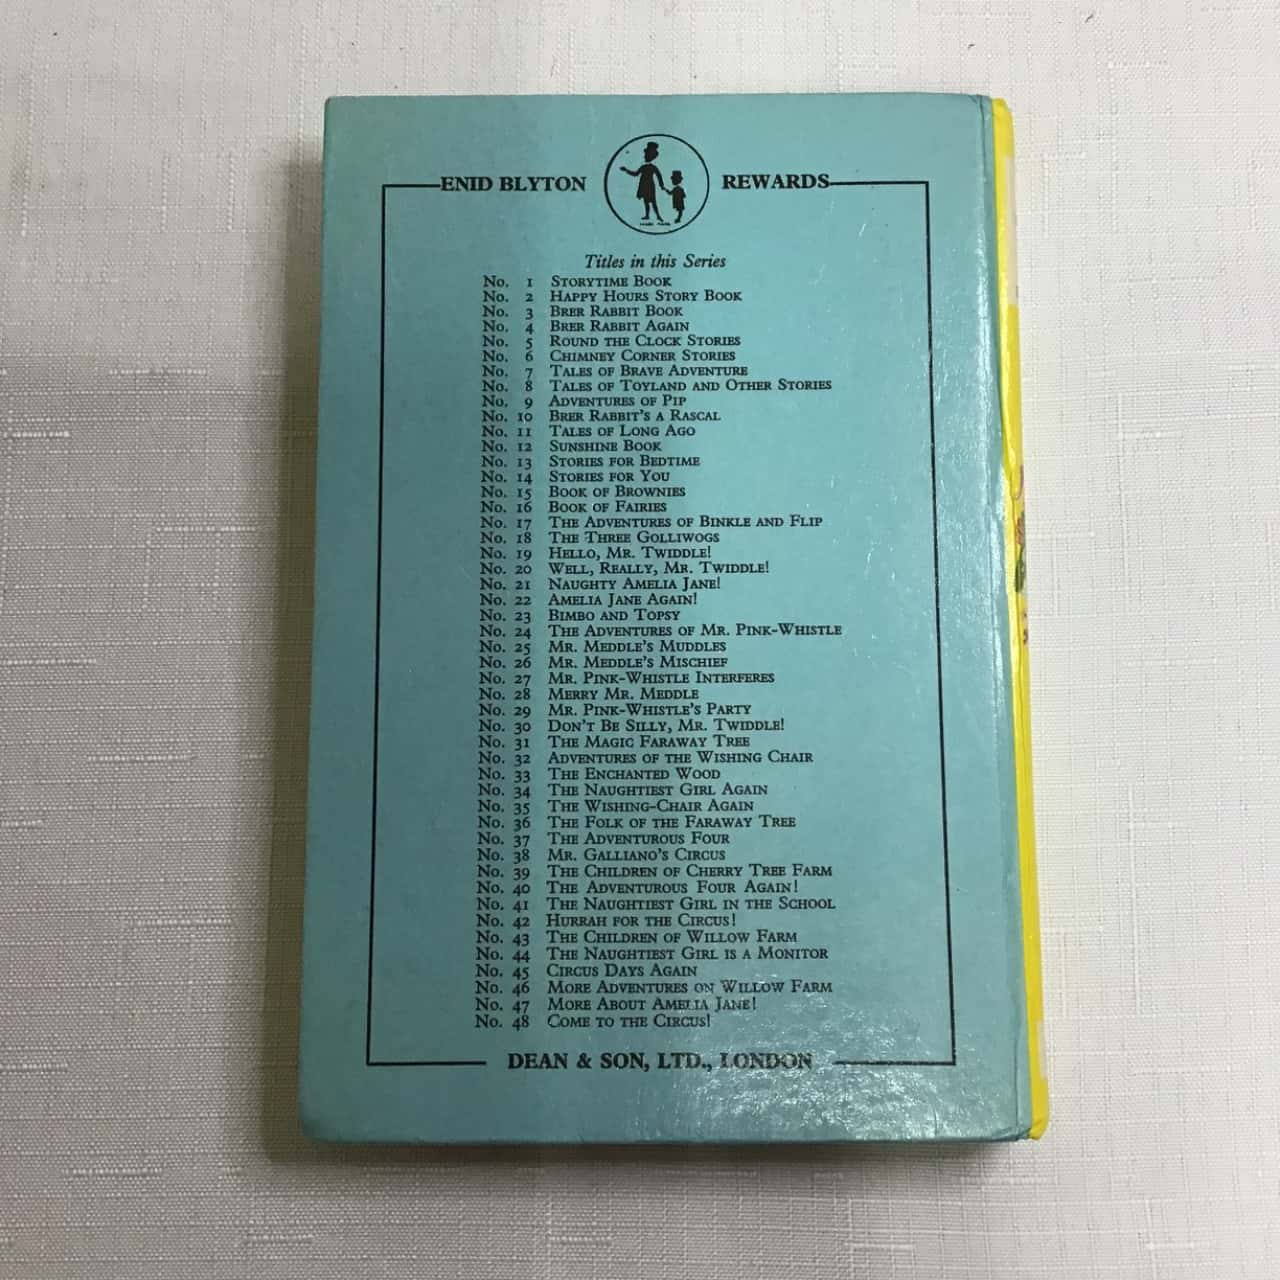 ENID BLYTON REWARDS
Titles in this Series
No. 1 STORYTIME BOOK
No. 2 HAPPY HOURS STORY BOOK
No. 3 BRER RABBIT BOOK
No. 4 BRER RABBIT AGAIN
No. 5 ROUND THE CLOCK STORIES
No. 6 CHIMNEY CORNER STORIES
No. 7 TALES OF BRAVE ADVENTURE
No. 8 TALES OF TOYLAND AND OTHER STORIES
No. 9 ADVENTURES OF PIP
No. 10 BRER RABBIT'S A RASCAL
No. 11 TALES OF LONG AGO
No. 12 SUNSHINE BOOK
No. 13 STORIES FOR BEDTIME
No. 14 STORIES FOR YOU
No. 15 BOOK OF BROWNIES
No. 16 BOOK OF FAIRIES
No. 17 THE ADVENTURES OF BINKLE AND FLIP
No. 18 THE THREE GOLLIWOGS
No. 19 HELLO, MR. TWIDDLE!
No. 20 WELL, REALLY, MR. TWIDDLE!
No. 21 NAUGHTY AMELIA JANE!
No. 22 AMELIA JANE AGAIN!
No. 23 BIMBO AND TOPSY
No. 24 THE ADVENTURES OF MR. PINK-WHISTLE
No. 25 MR. MEDDLE'S MUDDLES
No. 26 MR. MEDDLE'S MISCHIEF
No. 27 MR. PINK-WHISTLE INTERFERES
No. 28 MERRY MR. MEDDLE
No. 29 MR. PINK-WHISTLE'S PARTY
No. 30 DON'T BE SILLY, MR. TWIDDLE!
No. 31 THE MAGIC FARAWAY TREE
No. 32 ADVENTURES OF THE WISHING CHAIR
No. 33 THE ENCHANTED WOOD
No. 34 THE NAUGHTIEST GIRL AGAIN
No. 35 THE WISHING-CHAIR AGAIN
No. 36 THE FOLK OF THE FARAWAY TREE
No. 37 THE ADVENTUROUS FOUR
No. 38 MR. GALLIANO'S CIRCUS
No. 39 THE CHILDREN OF CHERRY TREE FARM
No. 40 THE ADVENTUROUS FOUR AGAIN!
No. 41 THE NAUGHTIEST GIRL IN THE SCHOOL
No. 42 HURRAH FOR THE CIRCUS!
No. 43 THE CHILDREN OF WILLOW FARM
No. 44 THE NAUGHTIEST GIRL IS A MONITOR
No. 45 CIRCUS DAYS AGAIN
No. 46 MORE ADVENTURES ON WILLOW FARM
No. 47 MORE ABOUT AMELIA JANE!
No. 48 COME TO THE CIRCUS!
DEAN & SON, LTD., LONDON